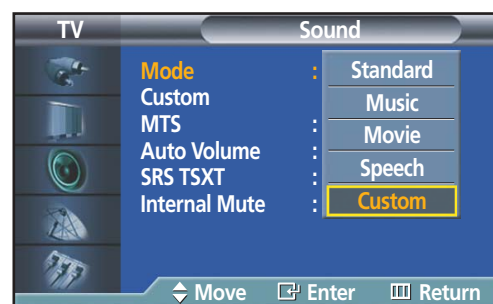 TV Sound
Mode : Standard
Custom Music
MTS : Movie
Auto Volume :
SRS TSXT : Speech
Internal Mute : Custom
Move Enter Return